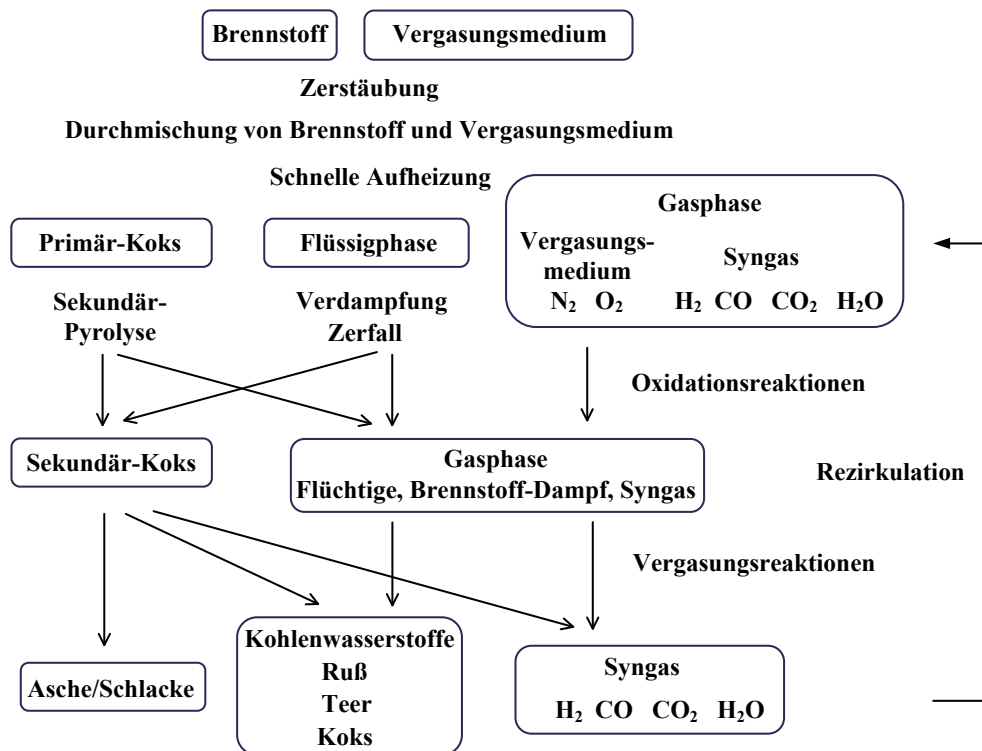 Brennstoff
Vergasungsmedium
Zerstäubung
Durchmischung von Brennstoff und Vergasungsmedium
Schnelle Aufheizung
Primär-Koks
Flüssigphase
Gasphase
Vergasungs-
medium
N₂ O₂
Syngas
H₂ CO CO₂ H₂O
Sekundär-
Pyrolyse
Verdampfung
Zerfall
Oxidationsreaktionen
Sekundär-Koks
Gasphase
Flüchtige, Brennstoff-Dampf, Syngas
Rezirkulation
Vergasungsreaktionen
Asche/Schlacke
Kohlenwasserstoffe
Ruß
Teer
Koks
Syngas
H₂ CO CO₂ H₂O